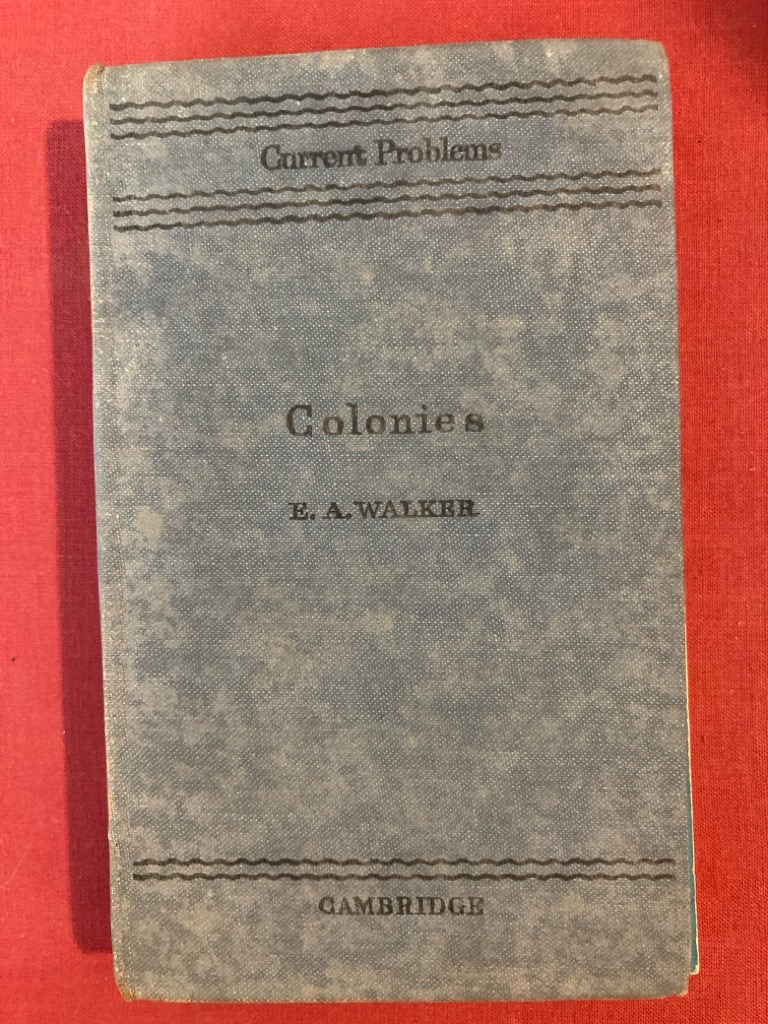 Current Problems
Colonies
E. A. WALKER
CAMBRIDGE